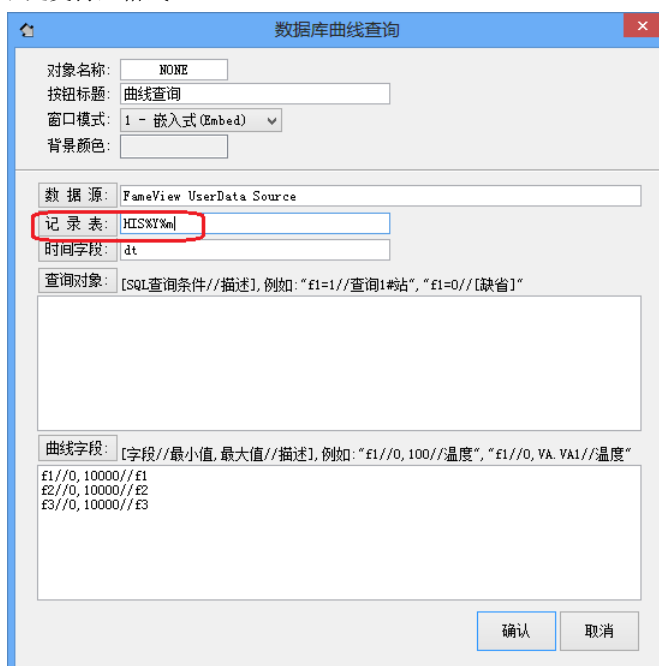 数据库曲线查询
对象名称: NONE
按钮标题: 曲线查询
窗口模式: 1 - 嵌入式(Embed)
背景颜色:
数 据 源: FameView UserData Source
记 录 表: HIS%Y%m
时间字段: dt
查询对象: [SQL查询条件//描述],例如:"f1=1//查询1#站","f1=0//[缺省]"
曲线字段: [字段//最小值,最大值//描述],例如:"f1//0,100//温度","f1//0,VA.VA1//温度"
f1//0,10000//f1
f2//0,10000//f2
f3//0,10000//f3
确认 取消